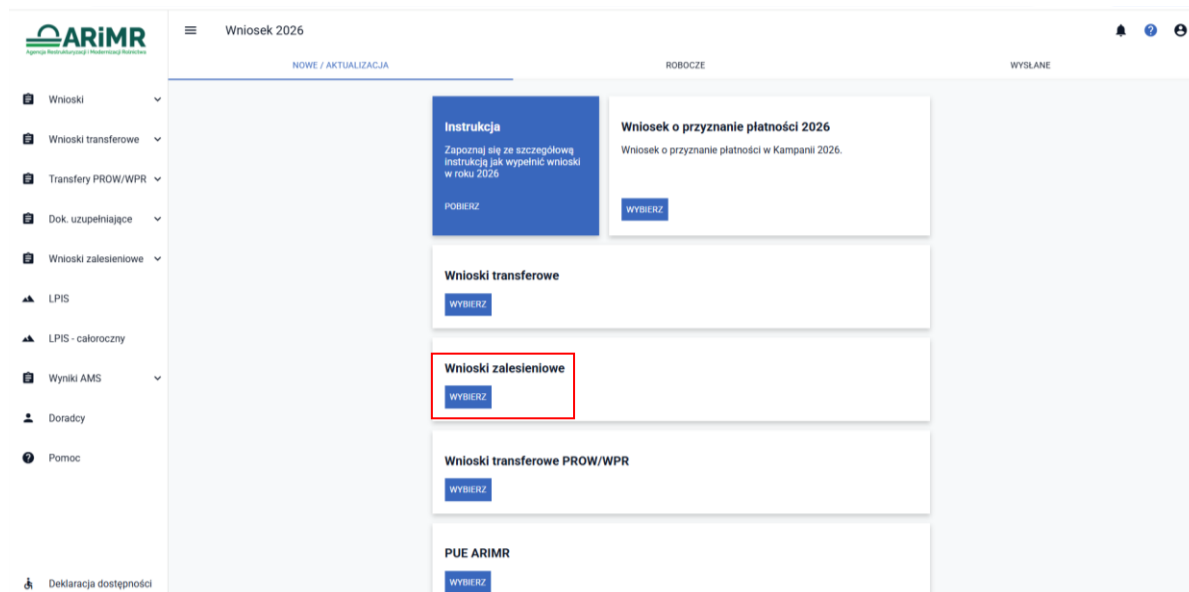 ARiMR
Agencja Restrukturyzacji i Modernizacji Rolnictwa
Wniosek 2026
NOWE / AKTUALIZACJA
ROBOCZE
WYSŁANE
Wnioski
Wnioski transferowe
Transfery PROW/WPR
Dok. uzupełniające
Wnioski zalesieniowe
LPIS
LPIS - całoroczny
Wyniki AMS
Doradcy
Pomoc
Deklaracja dostępności
Instrukcja
Zapoznaj się ze szczegółową
instrukcją jak wypełnić wnioski
w roku 2026
POBIERZ
Wniosek o przyznanie płatności 2026
Wniosek o przyznanie płatności w Kampanii 2026.
WYBIERZ
Wnioski transferowe
WYBIERZ
Wnioski zalesieniowe
WYBIERZ
Wnioski transferowe PROW/WPR
WYBIERZ
PUE ARIMR
WYBIERZ